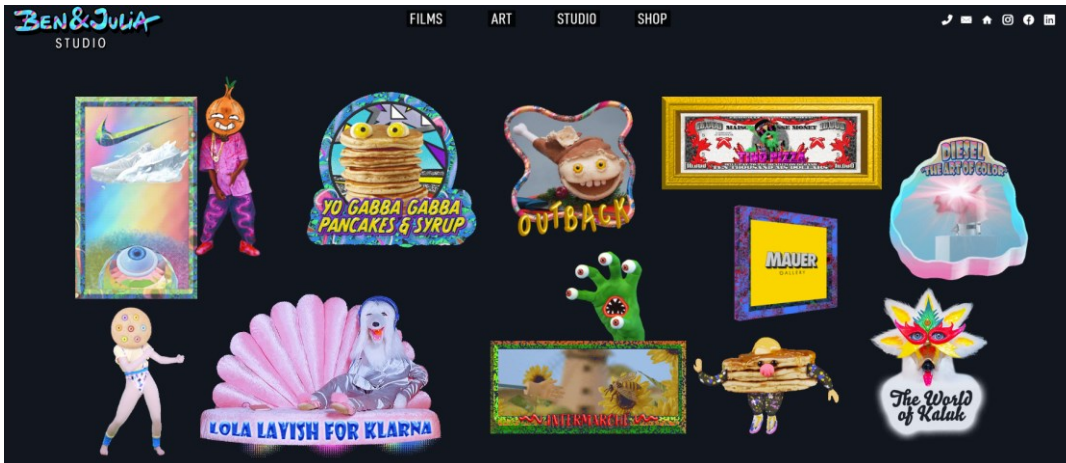 BEN&JULIA
STUDIO
FILMS
ART
STUDIO
SHOP
YO GABBA GABBA
PANCAKES & SYRUP
OUTBACK
DIESEL
"THE ART OF COLOR"
MAUER
GALLERY
LOLA LAVISH FOR KLARNA
INTERMARCHE
The World
of Kaluk